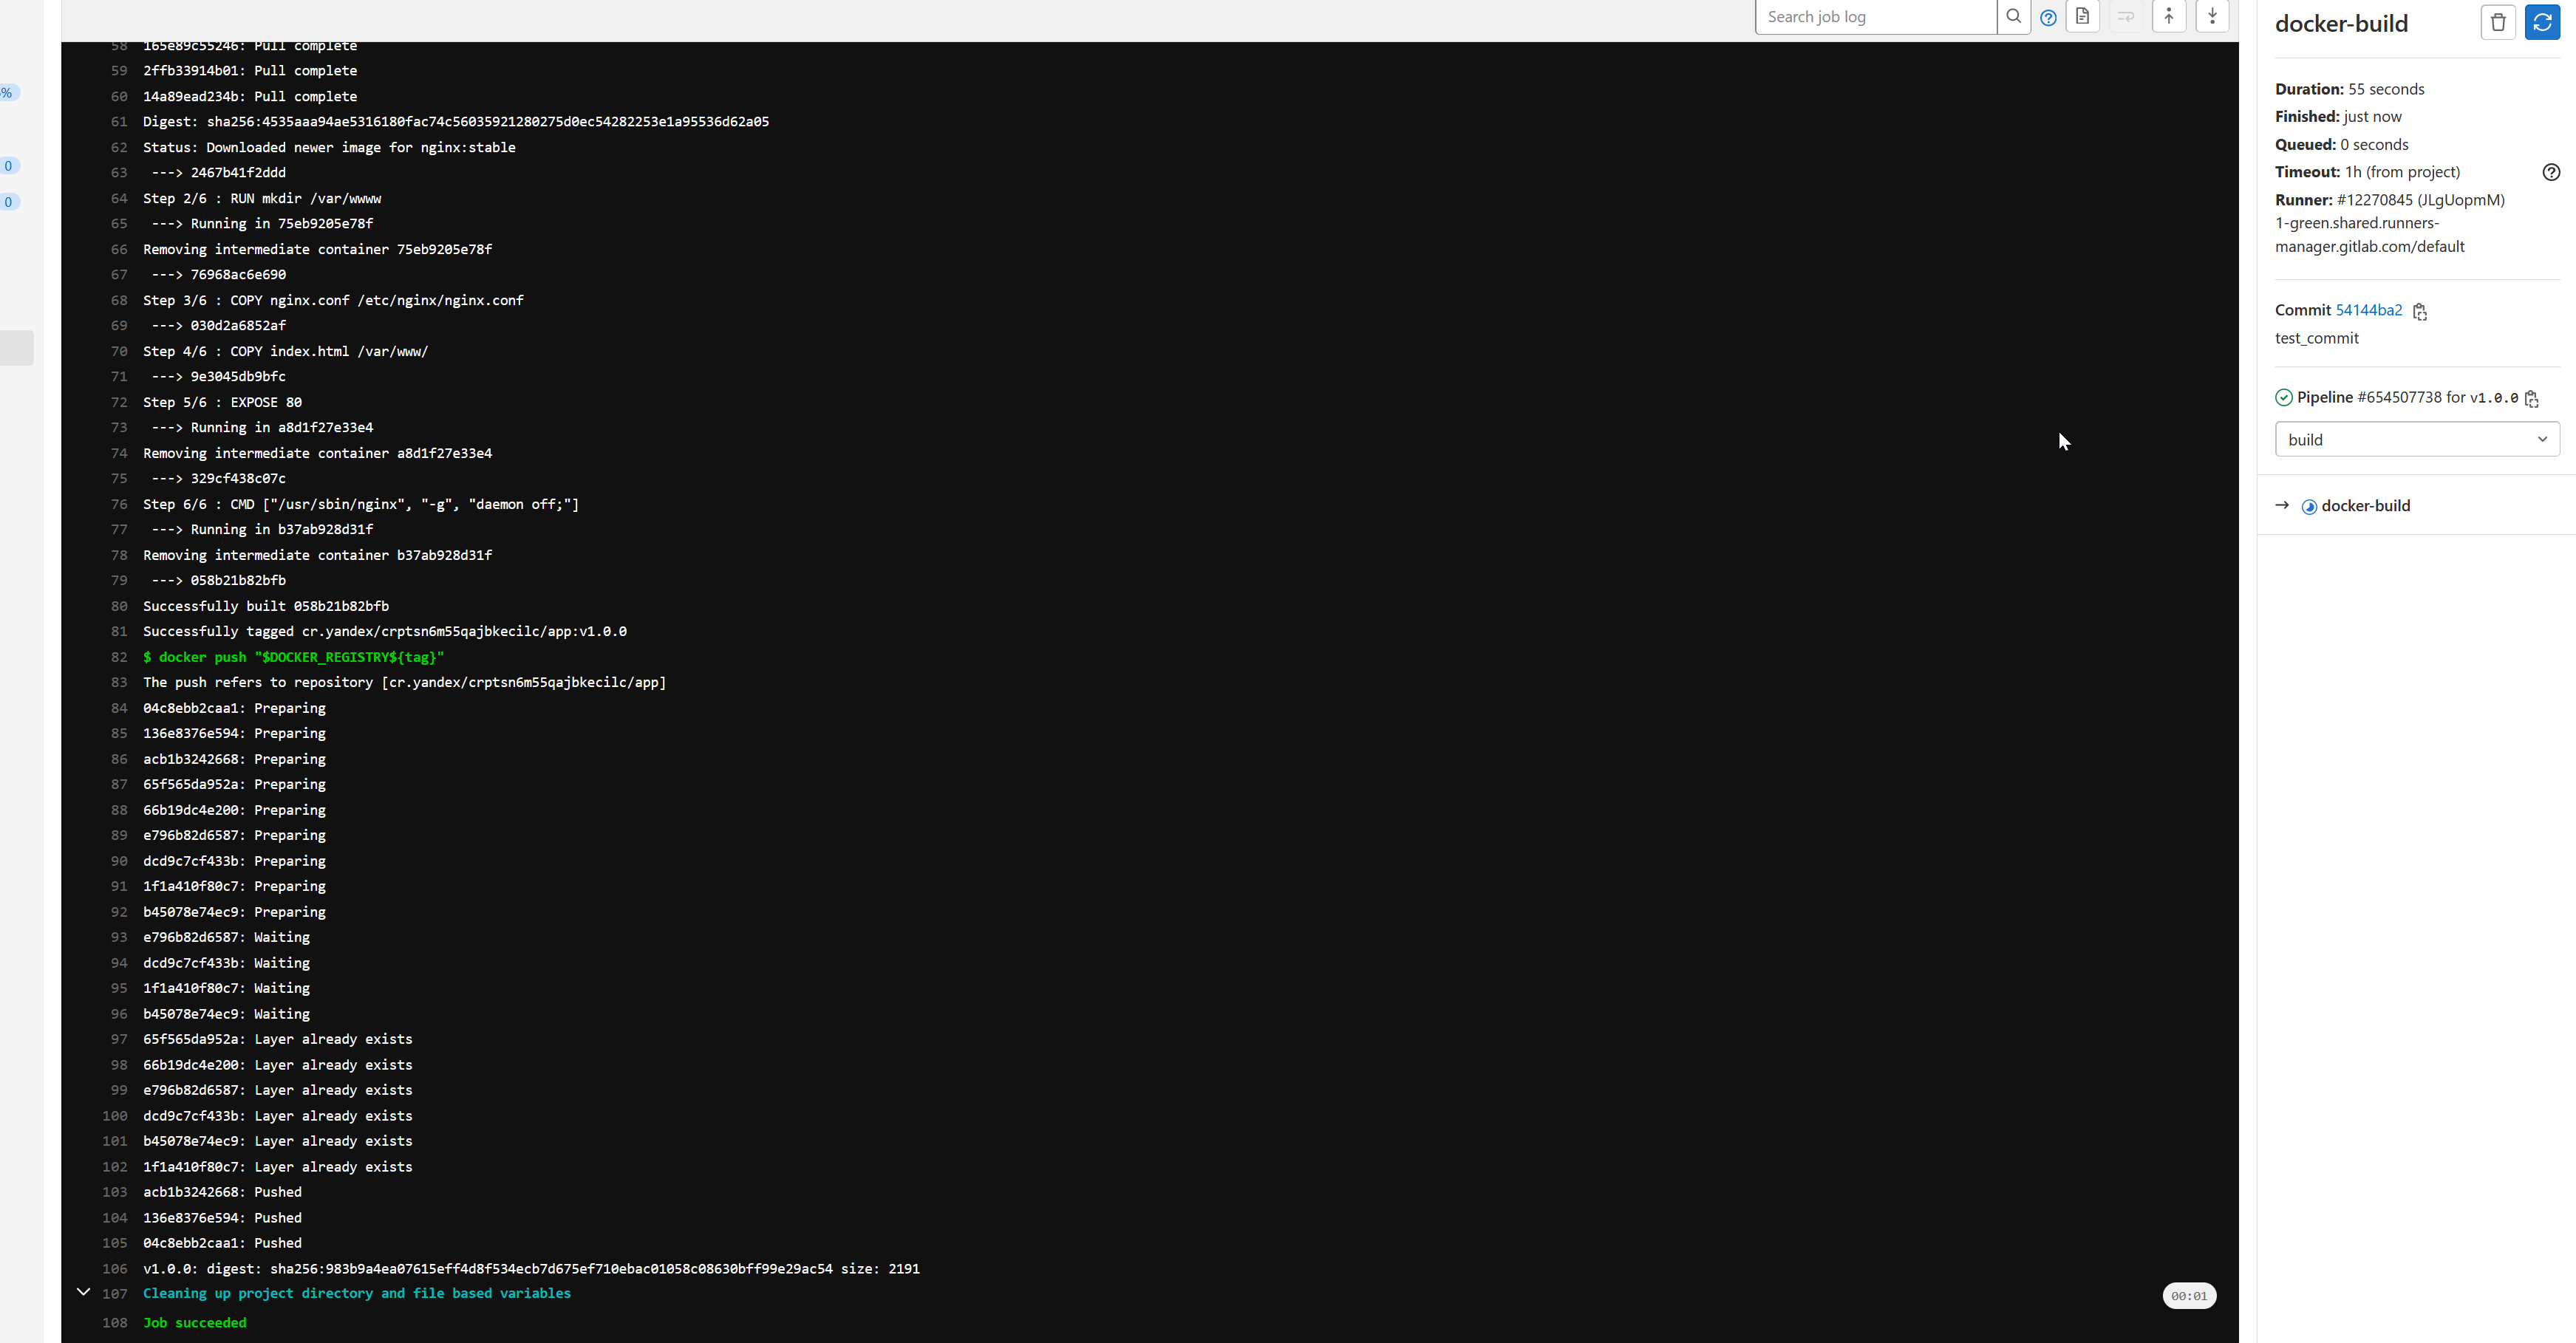 Search job log
%
0
0
58 165e89c55246: Pull complete
59 2ffb33914b01: Pull complete
60 14a89ead234b: Pull complete
61 Digest: sha256:4535aaa94ae5316180fac74c56035921280275d0ec54282253e1a95536d62a05
62 Status: Downloaded newer image for nginx:stable
63 ---> 2467b41f2ddd
64 Step 2/6 : RUN mkdir /var/wwww
65 ---> Running in 75eb9205e78f
66 Removing intermediate container 75eb9205e78f
67 ---> 76968ac6e690
68 Step 3/6 : COPY nginx.conf /etc/nginx/nginx.conf
69 ---> 030d2a6852af
70 Step 4/6 : COPY index.html /var/www/
71 ---> 9e3045db9bfc
72 Step 5/6 : EXPOSE 80
73 ---> Running in a8d1f27e33e4
74 Removing intermediate container a8d1f27e33e4
75 ---> 329cf438c07c
76 Step 6/6 : CMD ["/usr/sbin/nginx", "-g", "daemon off;"]
77 ---> Running in b37ab928d31f
78 Removing intermediate container b37ab928d31f
79 ---> 058b21b82bfb
80 Successfully built 058b21b82bfb
81 Successfully tagged cr.yandex/crptsn6m55qajbkecilc/app:v1.0.0
82 $ docker push "$DOCKER_REGISTRY${tag}"
83 The push refers to repository [cr.yandex/crptsn6m55qajbkecilc/app]
84 04c8ebb2caa1: Preparing
85 136e8376e594: Preparing
86 acb1b3242668: Preparing
87 65f565da952a: Preparing
88 66b19dc4e200: Preparing
89 e796b82d6587: Preparing
90 dcd9c7cf433b: Preparing
91 1f1a410f80c7: Preparing
92 b45078e74ec9: Preparing
93 e796b82d6587: Waiting
94 dcd9c7cf433b: Waiting
95 1f1a410f80c7: Waiting
96 b45078e74ec9: Waiting
97 65f565da952a: Layer already exists
98 66b19dc4e200: Layer already exists
99 e796b82d6587: Layer already exists
100 dcd9c7cf433b: Layer already exists
101 b45078e74ec9: Layer already exists
102 1f1a410f80c7: Layer already exists
103 acb1b3242668: Pushed
104 136e8376e594: Pushed
105 04c8ebb2caa1: Pushed
106 v1.0.0: digest: sha256:983b9a4ea07615eff4d8f534ecb7d675ef710ebac01058c08630bff99e29ac54 size: 2191
107 Cleaning up project directory and file based variables 00:01
108 Job succeeded
docker-build
Duration: 55 seconds
Finished: just now
Queued: 0 seconds
Timeout: 1h (from project)
Runner: #12270845 (JLgUopmM)
1-green.shared.runners-
manager.gitlab.com/default
Commit 54144ba2
test_commit
Pipeline #654507738 for v1.0.0
build
→ docker-build